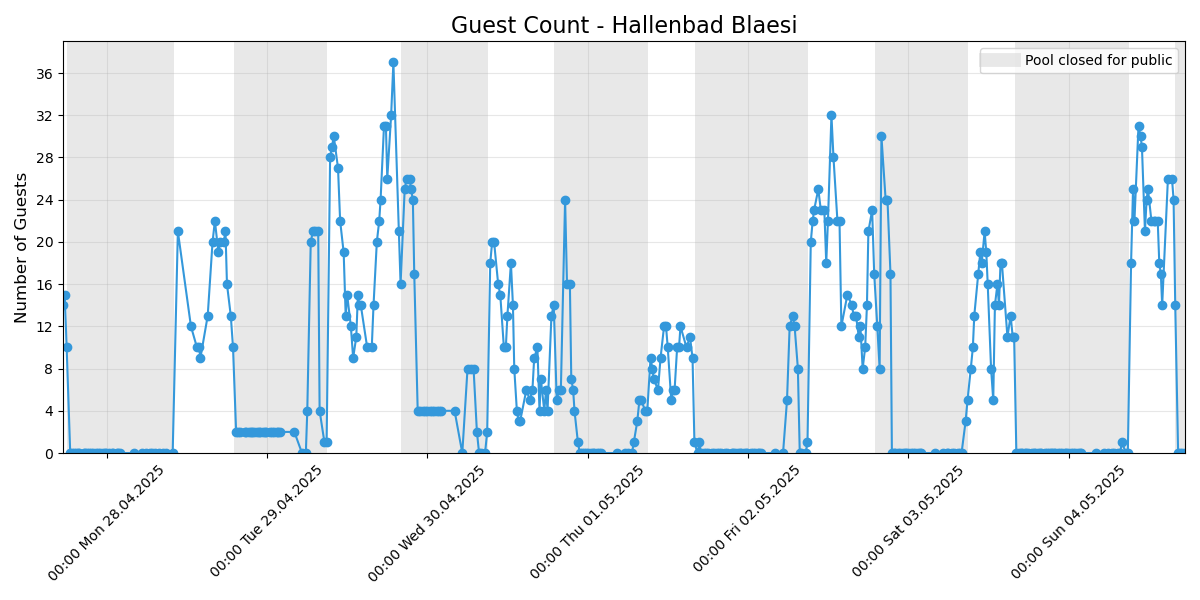 Guest Count - Hallenbad Blaesi
Pool closed for public
Number of Guests
36
32
28
24
20
16
12
8
4
0
00:00 Mon 28.04.2025
00:00 Tue 29.04.2025
00:00 Wed 30.04.2025
00:00 Thu 01.05.2025
00:00 Fri 02.05.2025
00:00 Sat 03.05.2025
00:00 Sun 04.05.2025